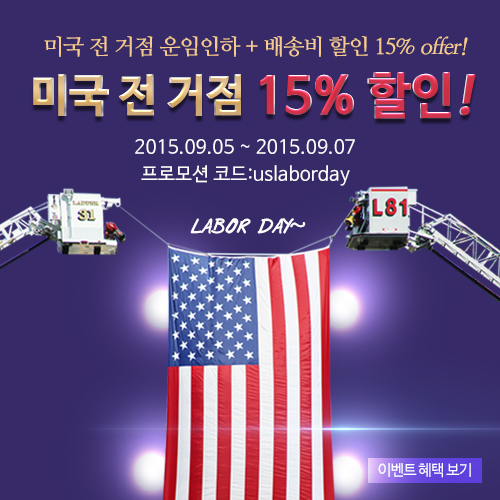 미국 전 거점 운임인하 + 배송비 할인 15% offer!
미국 전 거점 15% 할인!
2015.09.05 ~ 2015.09.07
프로모션 코드:uslaborday
LADDER
31
L81
LABOR DAY~
이벤트 혜택 보기